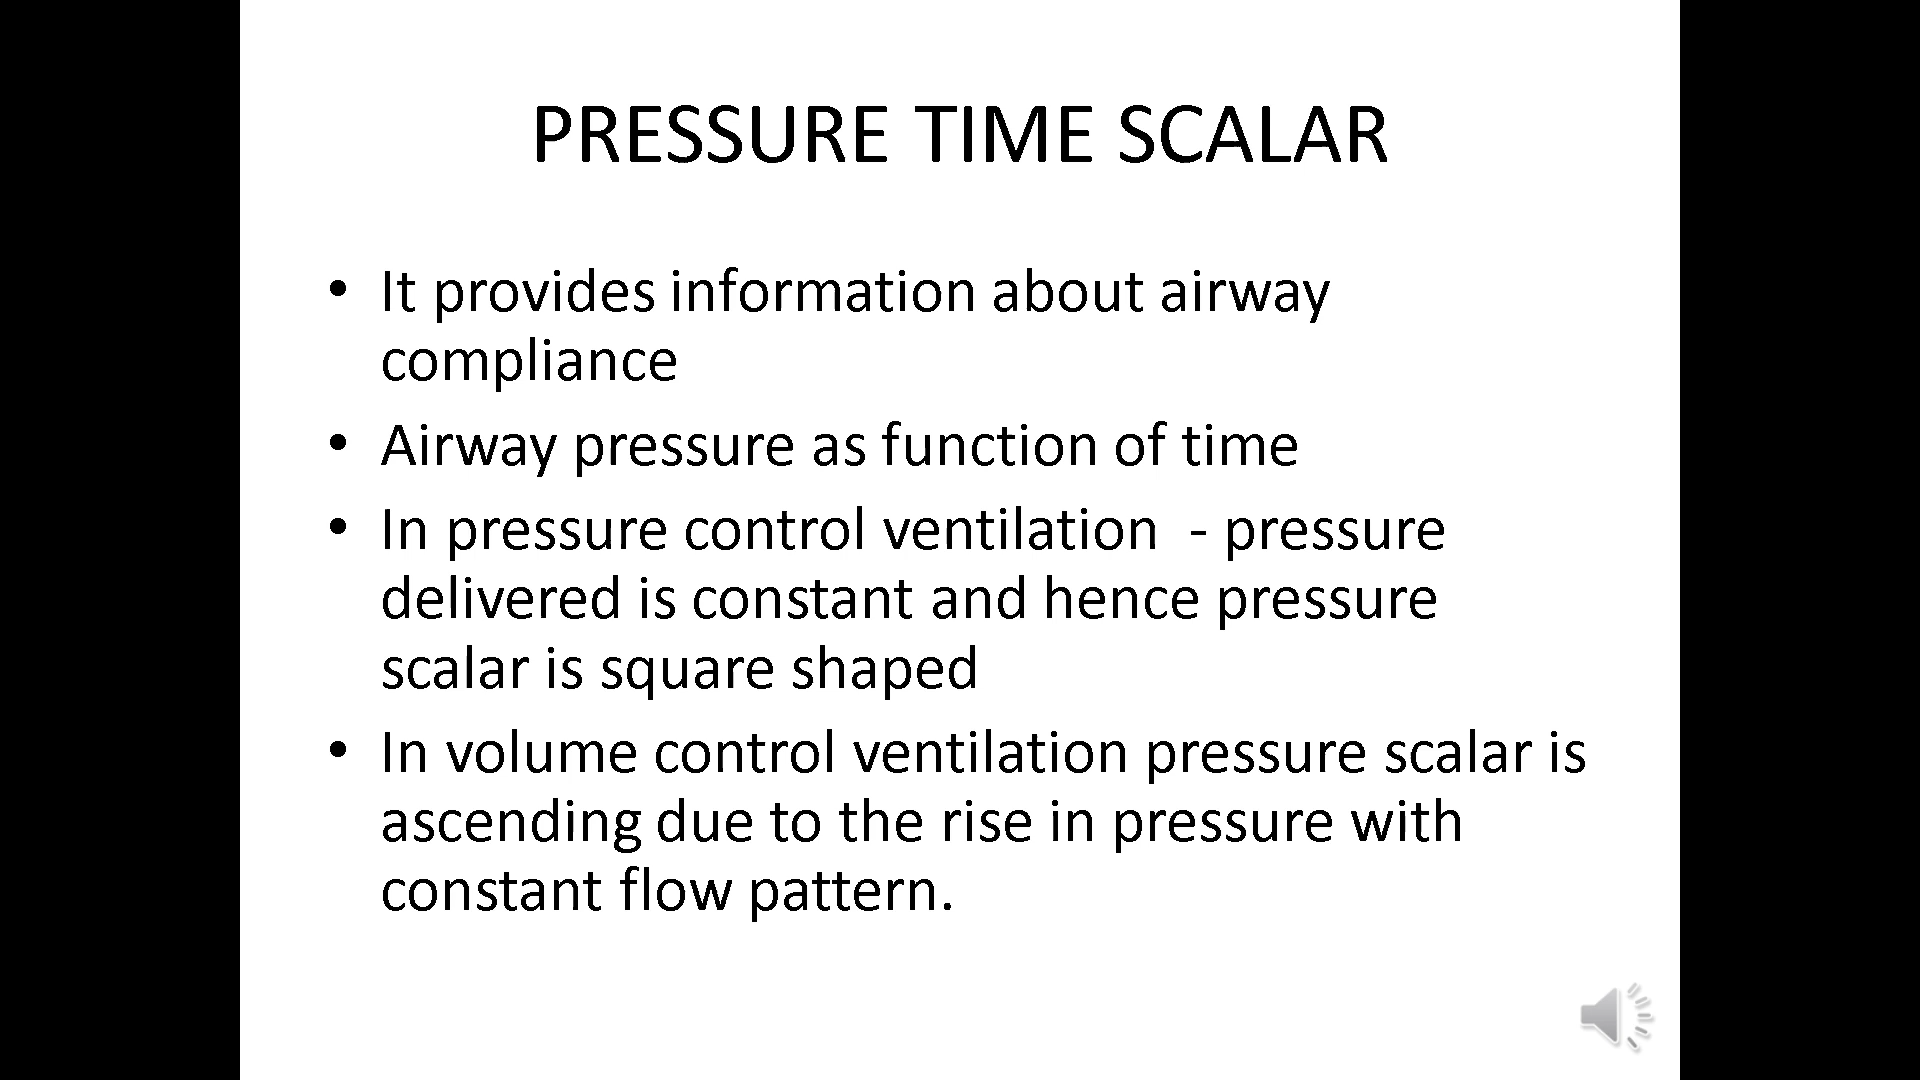 PRESSURE TIME SCALAR
• It provides information about airway
compliance
• Airway pressure as function of time
• In pressure control ventilation  - pressure
delivered is constant and hence pressure
scalar is square shaped
• In volume control ventilation pressure scalar is
ascending due to the rise in pressure with
constant flow pattern.